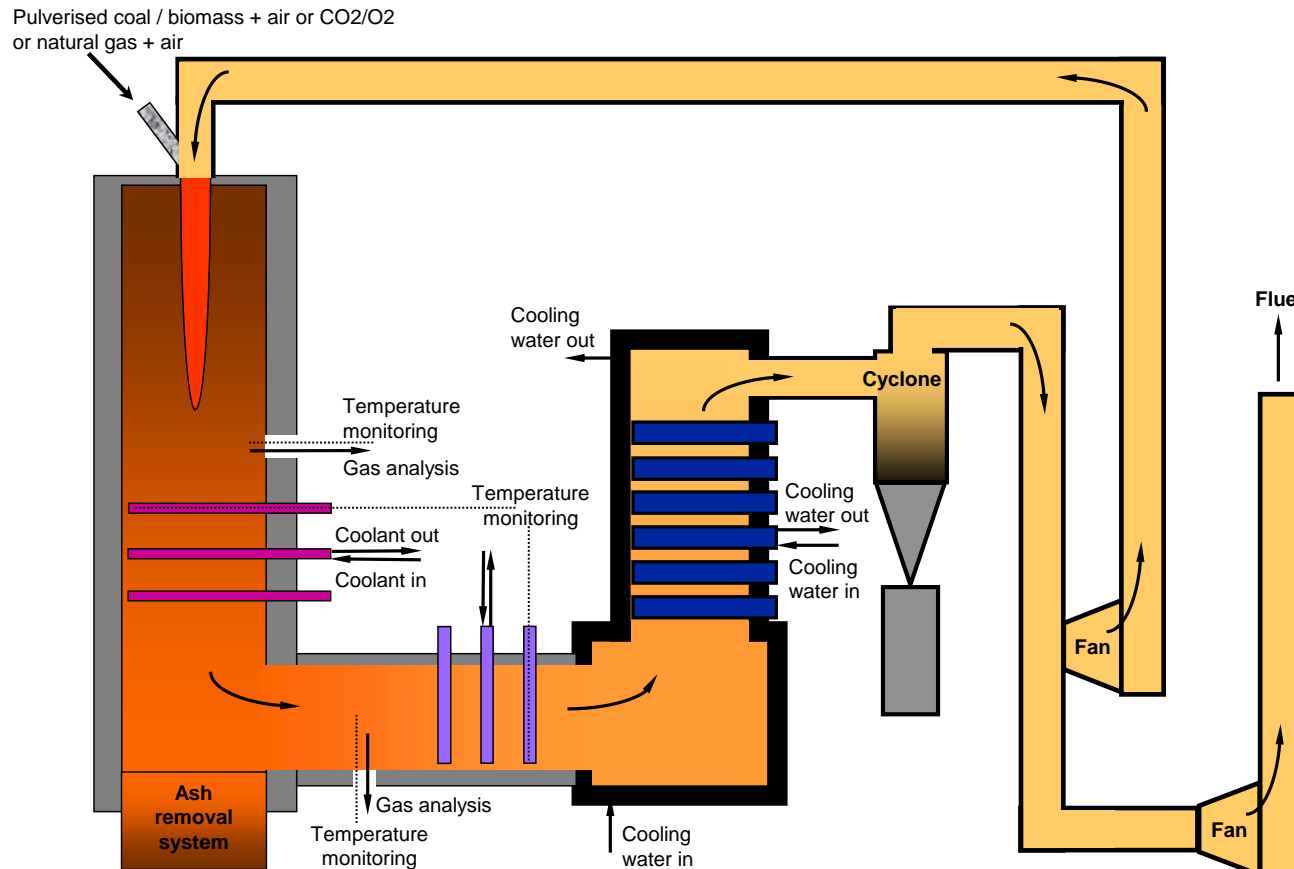 Pulverised coal / biomass + air or CO2/O2
or natural gas + air
Flue
Cooling
water out
Cyclone
Temperature
monitoring
Gas analysis
Temperature
monitoring
Cooling
water out
Coolant out
Coolant in
Cooling
water in
Fan
Ash
removal
system
Gas analysis
Temperature
monitoring
Cooling
water in
Fan